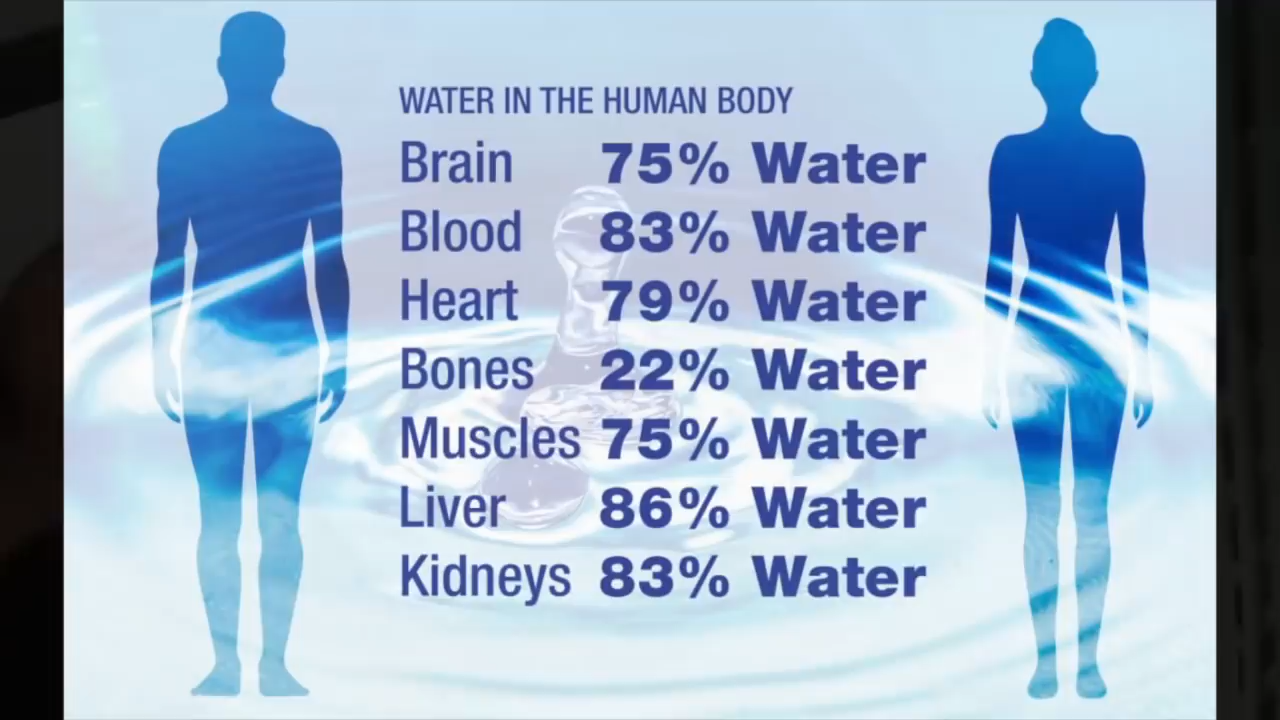 WATER IN THE HUMAN BODY
Brain 75% Water
Blood 83% Water
Heart 79% Water
Bones 22% Water
Muscles 75% Water
Liver 86% Water
Kidneys 83% Water